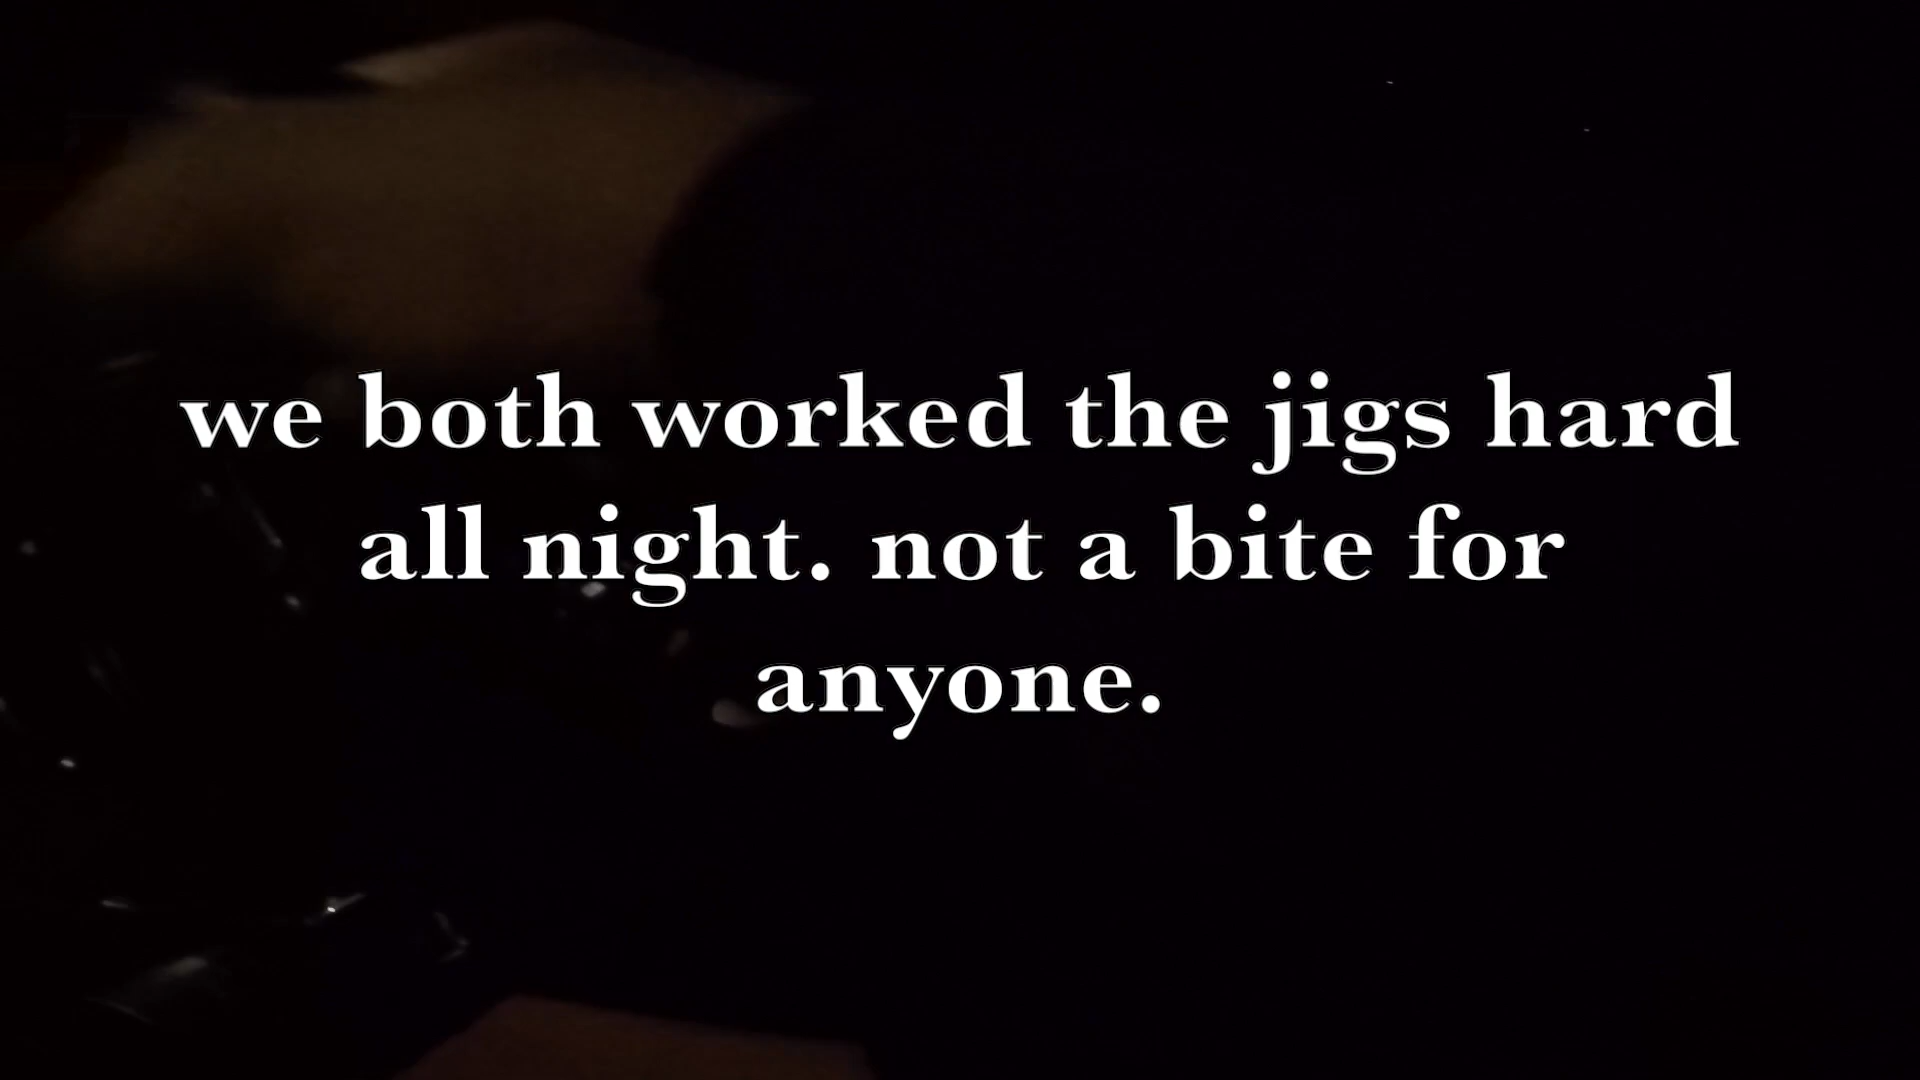 we both worked the jigs hard
all night. not a bite for
anyone.